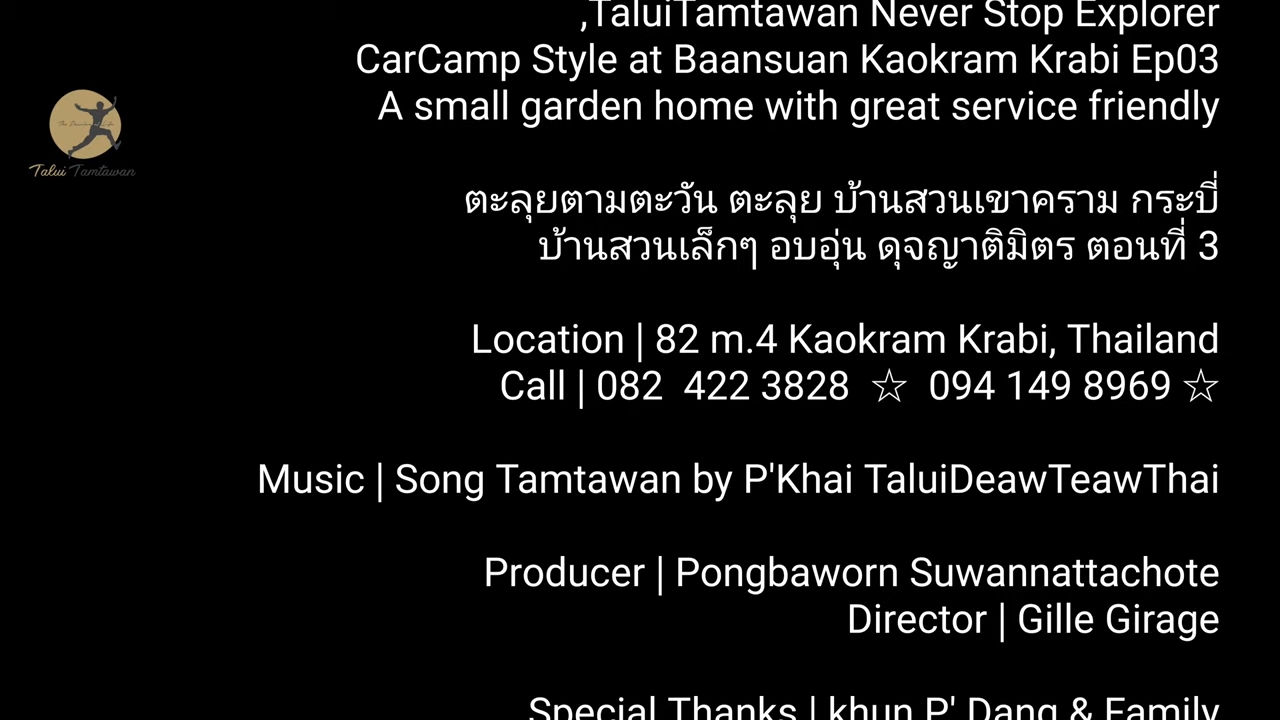 ,TaluiTamtawan Never Stop Explorer
CarCamp Style at Baansuan Kaokram Krabi Ep03
A small garden home with great service friendly
Talui Tamtawan
ตะลุยตามตะวัน ตะลุย บ้านสวนเขาคราม กระบี่
บ้านสวนเล็กๆ อบอุ่น ดุจญาติมิตร ตอนที่ 3
Location | 82 m.4 Kaokram Krabi, Thailand
Call | 082  422 3828  ☆  094 149 8969 ☆
Music | Song Tamtawan by P'Khai TaluiDeawTeawThai
Producer | Pongbaworn Suwannattachote
Director | Gille Girage
Special Thanks | khun P' Dang & Family